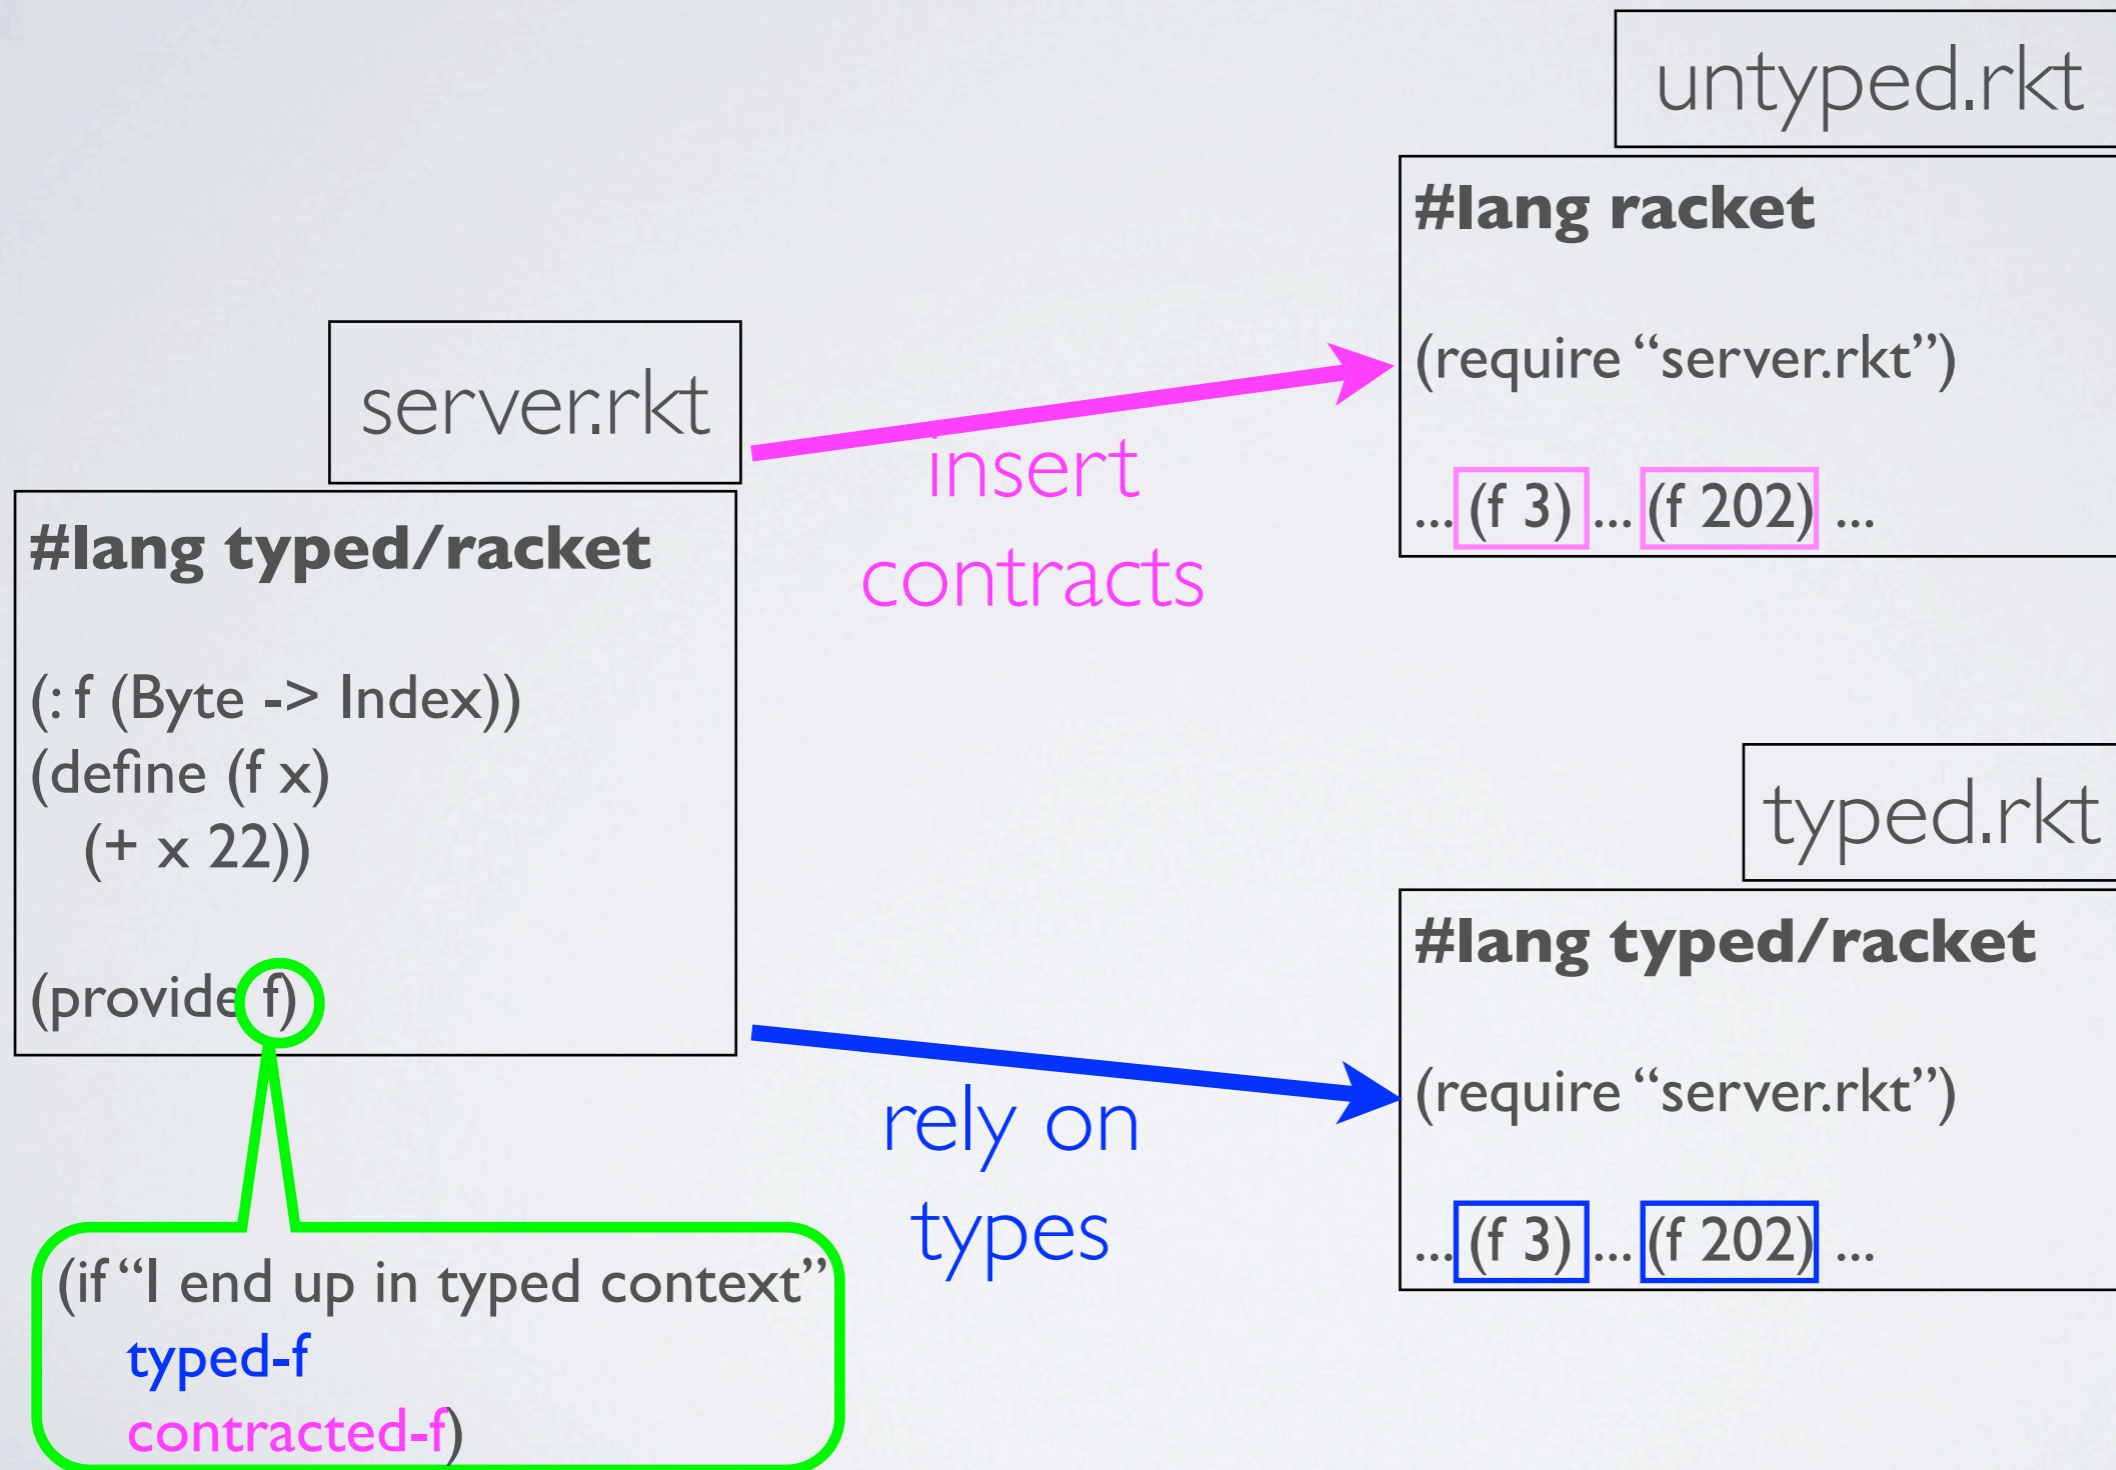 server.rkt
#lang typed/racket
(: f (Byte -> Index))
(define (f x)
(+ x 22))
(provide f)
(if “I end up in typed context”
typed-f
contracted-f)
insert
contracts
rely on
types
untyped.rkt
#lang racket
(require “server.rkt”)
... (f 3) ... (f 202) ...
typed.rkt
#lang typed/racket
(require “server.rkt”)
... (f 3) ... (f 202) ...